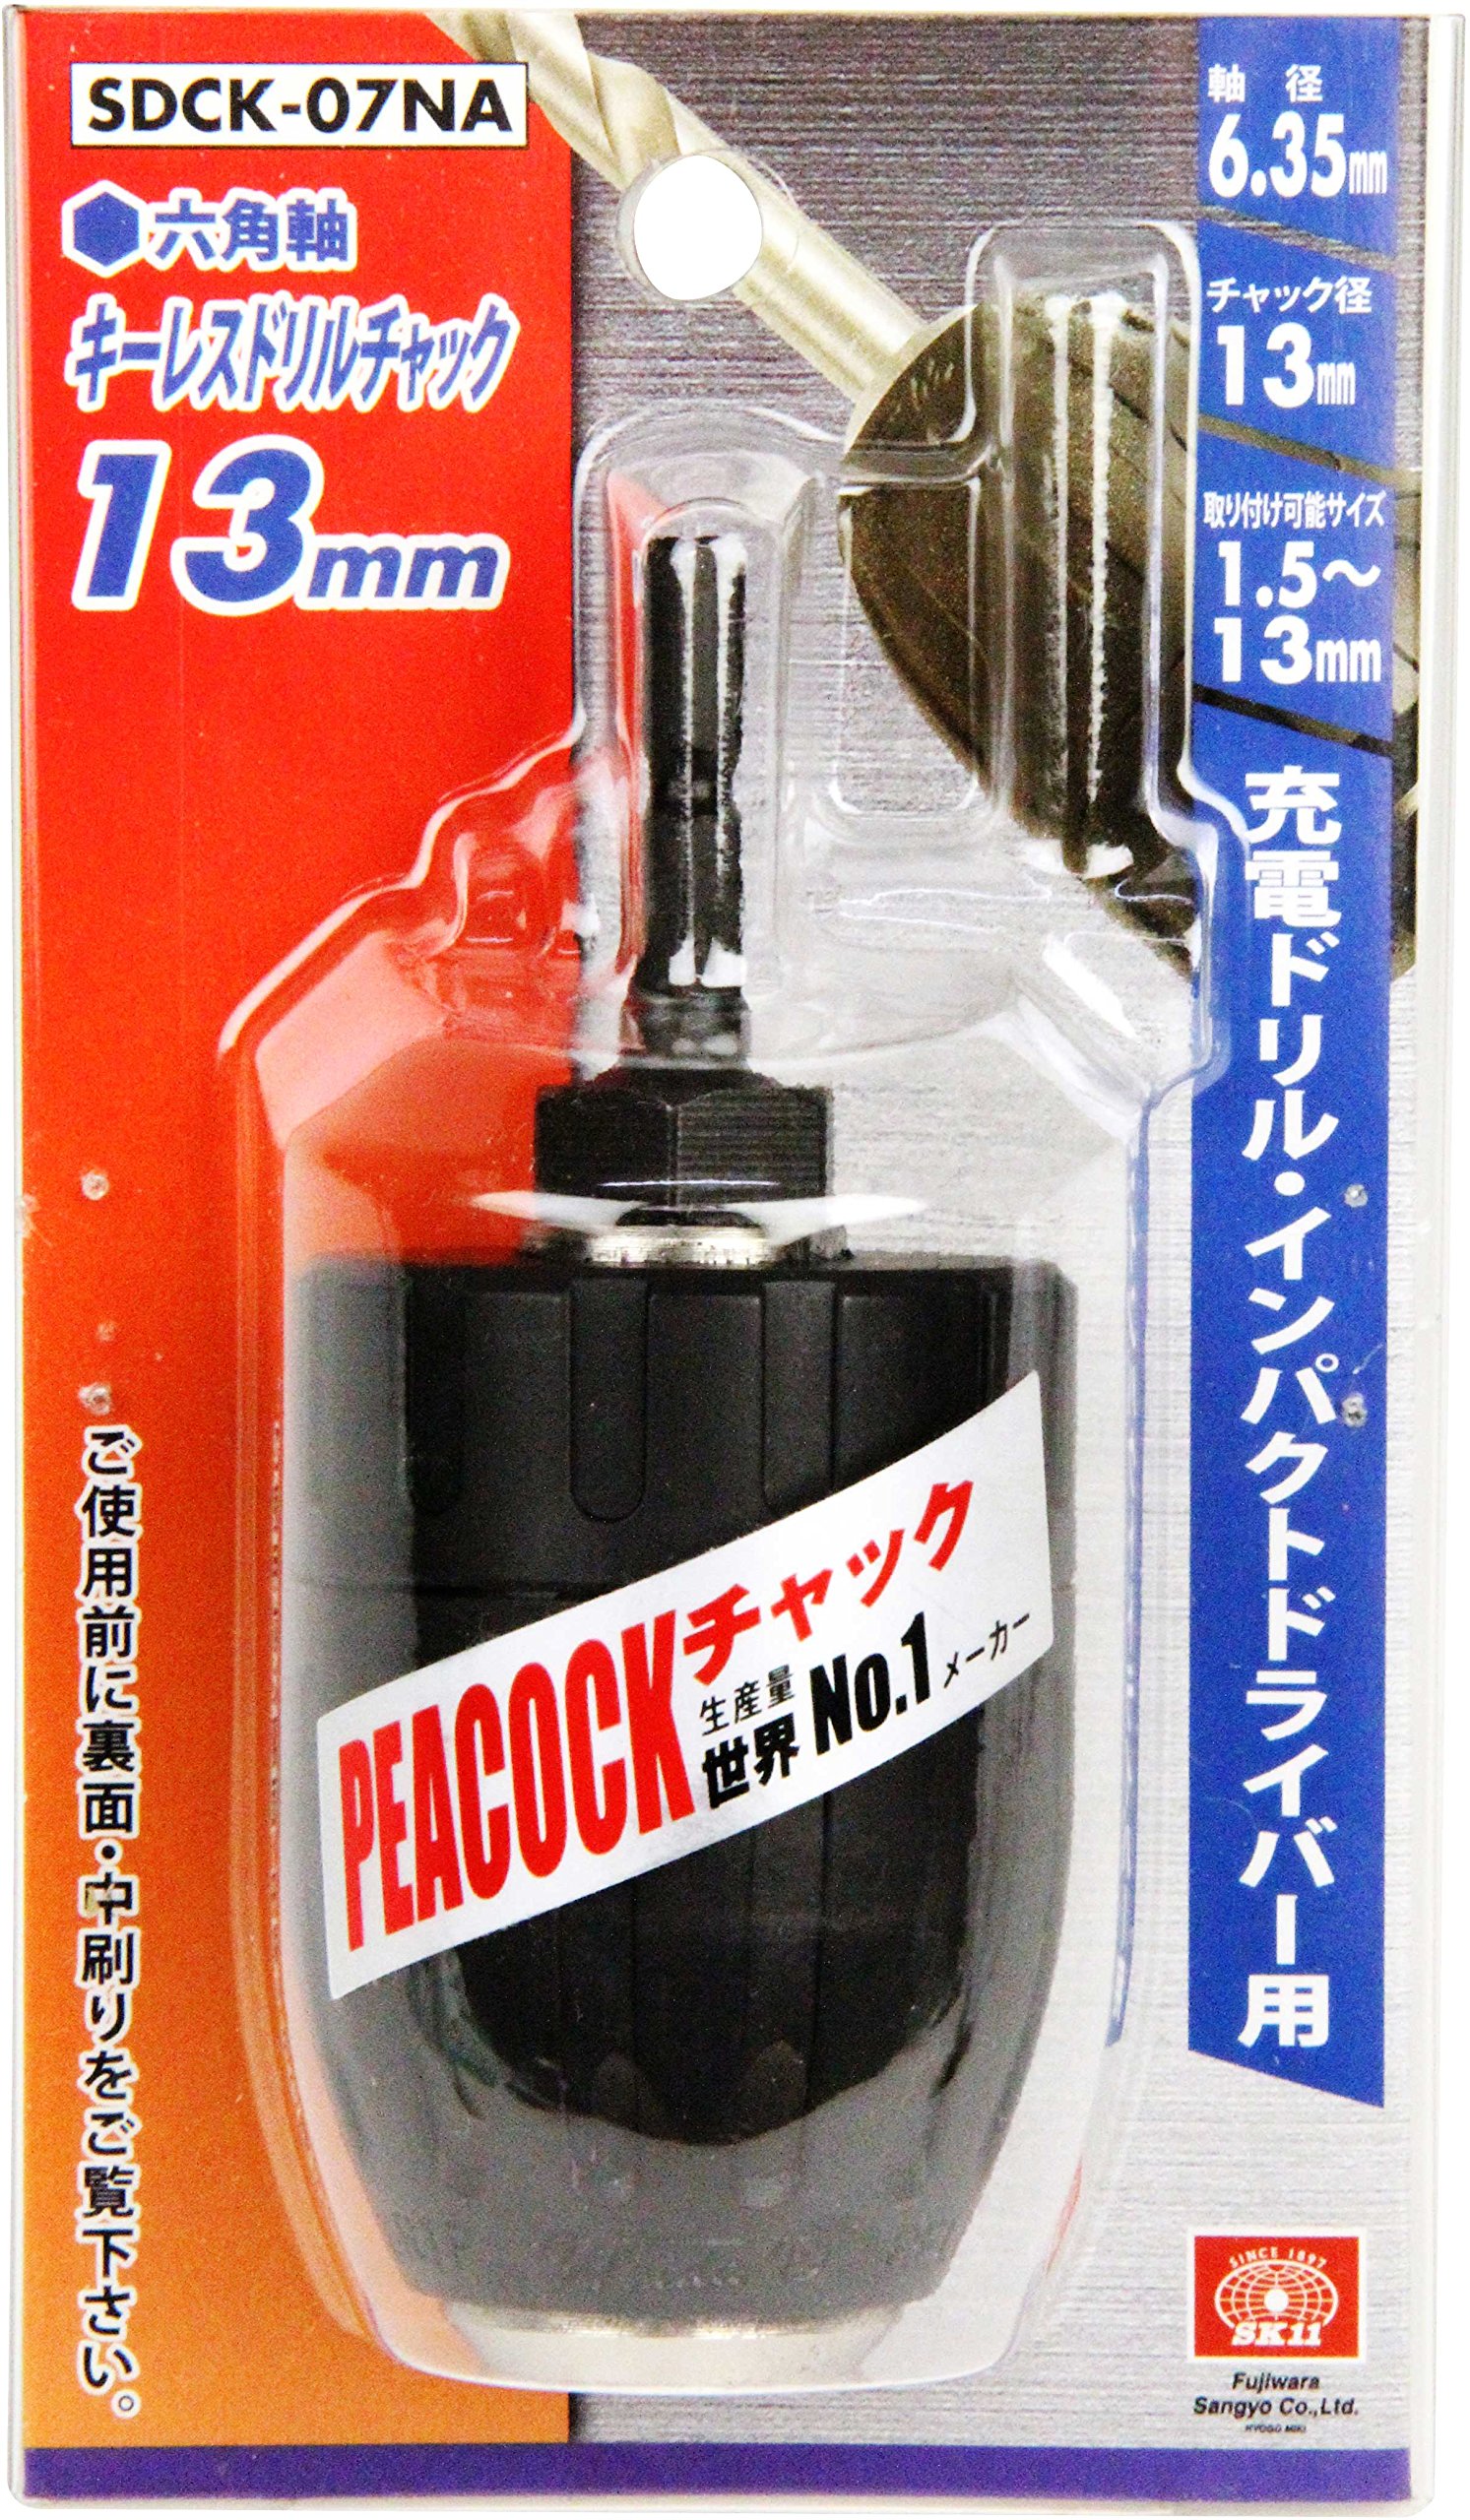 SDCK-07NA
六角軸
キーレスドリルチャック
13mm
軸 径
6.35mm
チャック径
13mm
取り付け可能サイズ
1.5〜
13mm
充電ドリル・インパクトドライバー用
ご使用前に裏面・中刷りをご覧下さい。
PEACOCKチャック
生産量
世界No.1メーカー
SINCE 1897
SK11
Fujiwara
Sangyo Co.,Ltd.
HYOGO MIKI